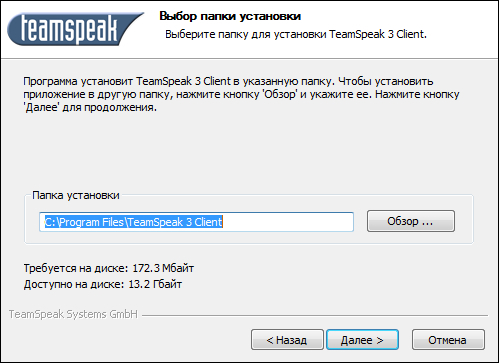 teamspeak
Выбор папки установки
Выберите папку для установки TeamSpeak 3 Client.
Программа установит TeamSpeak 3 Client в указанную папку. Чтобы установить
приложение в другую папку, нажмите кнопку 'Обзор' и укажите ее. Нажмите кнопку
'Далее' для продолжения.
Папка установки
C:\Program Files\TeamSpeak 3 Client
Обзор ...
Требуется на диске: 172.3 Мбайт
Доступно на диске: 13.2 Гбайт
TeamSpeak Systems GmbH
< Назад
Далее >
Отмена